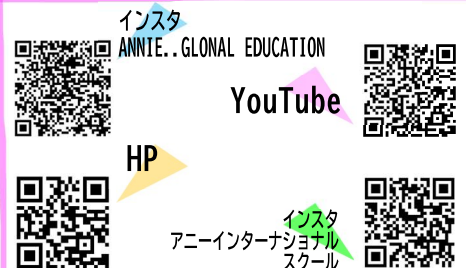 インスタ
ANNIE..GLONAL EDUCATION
YouTube
HP
インスタ
アニーインターナショナル
スクール